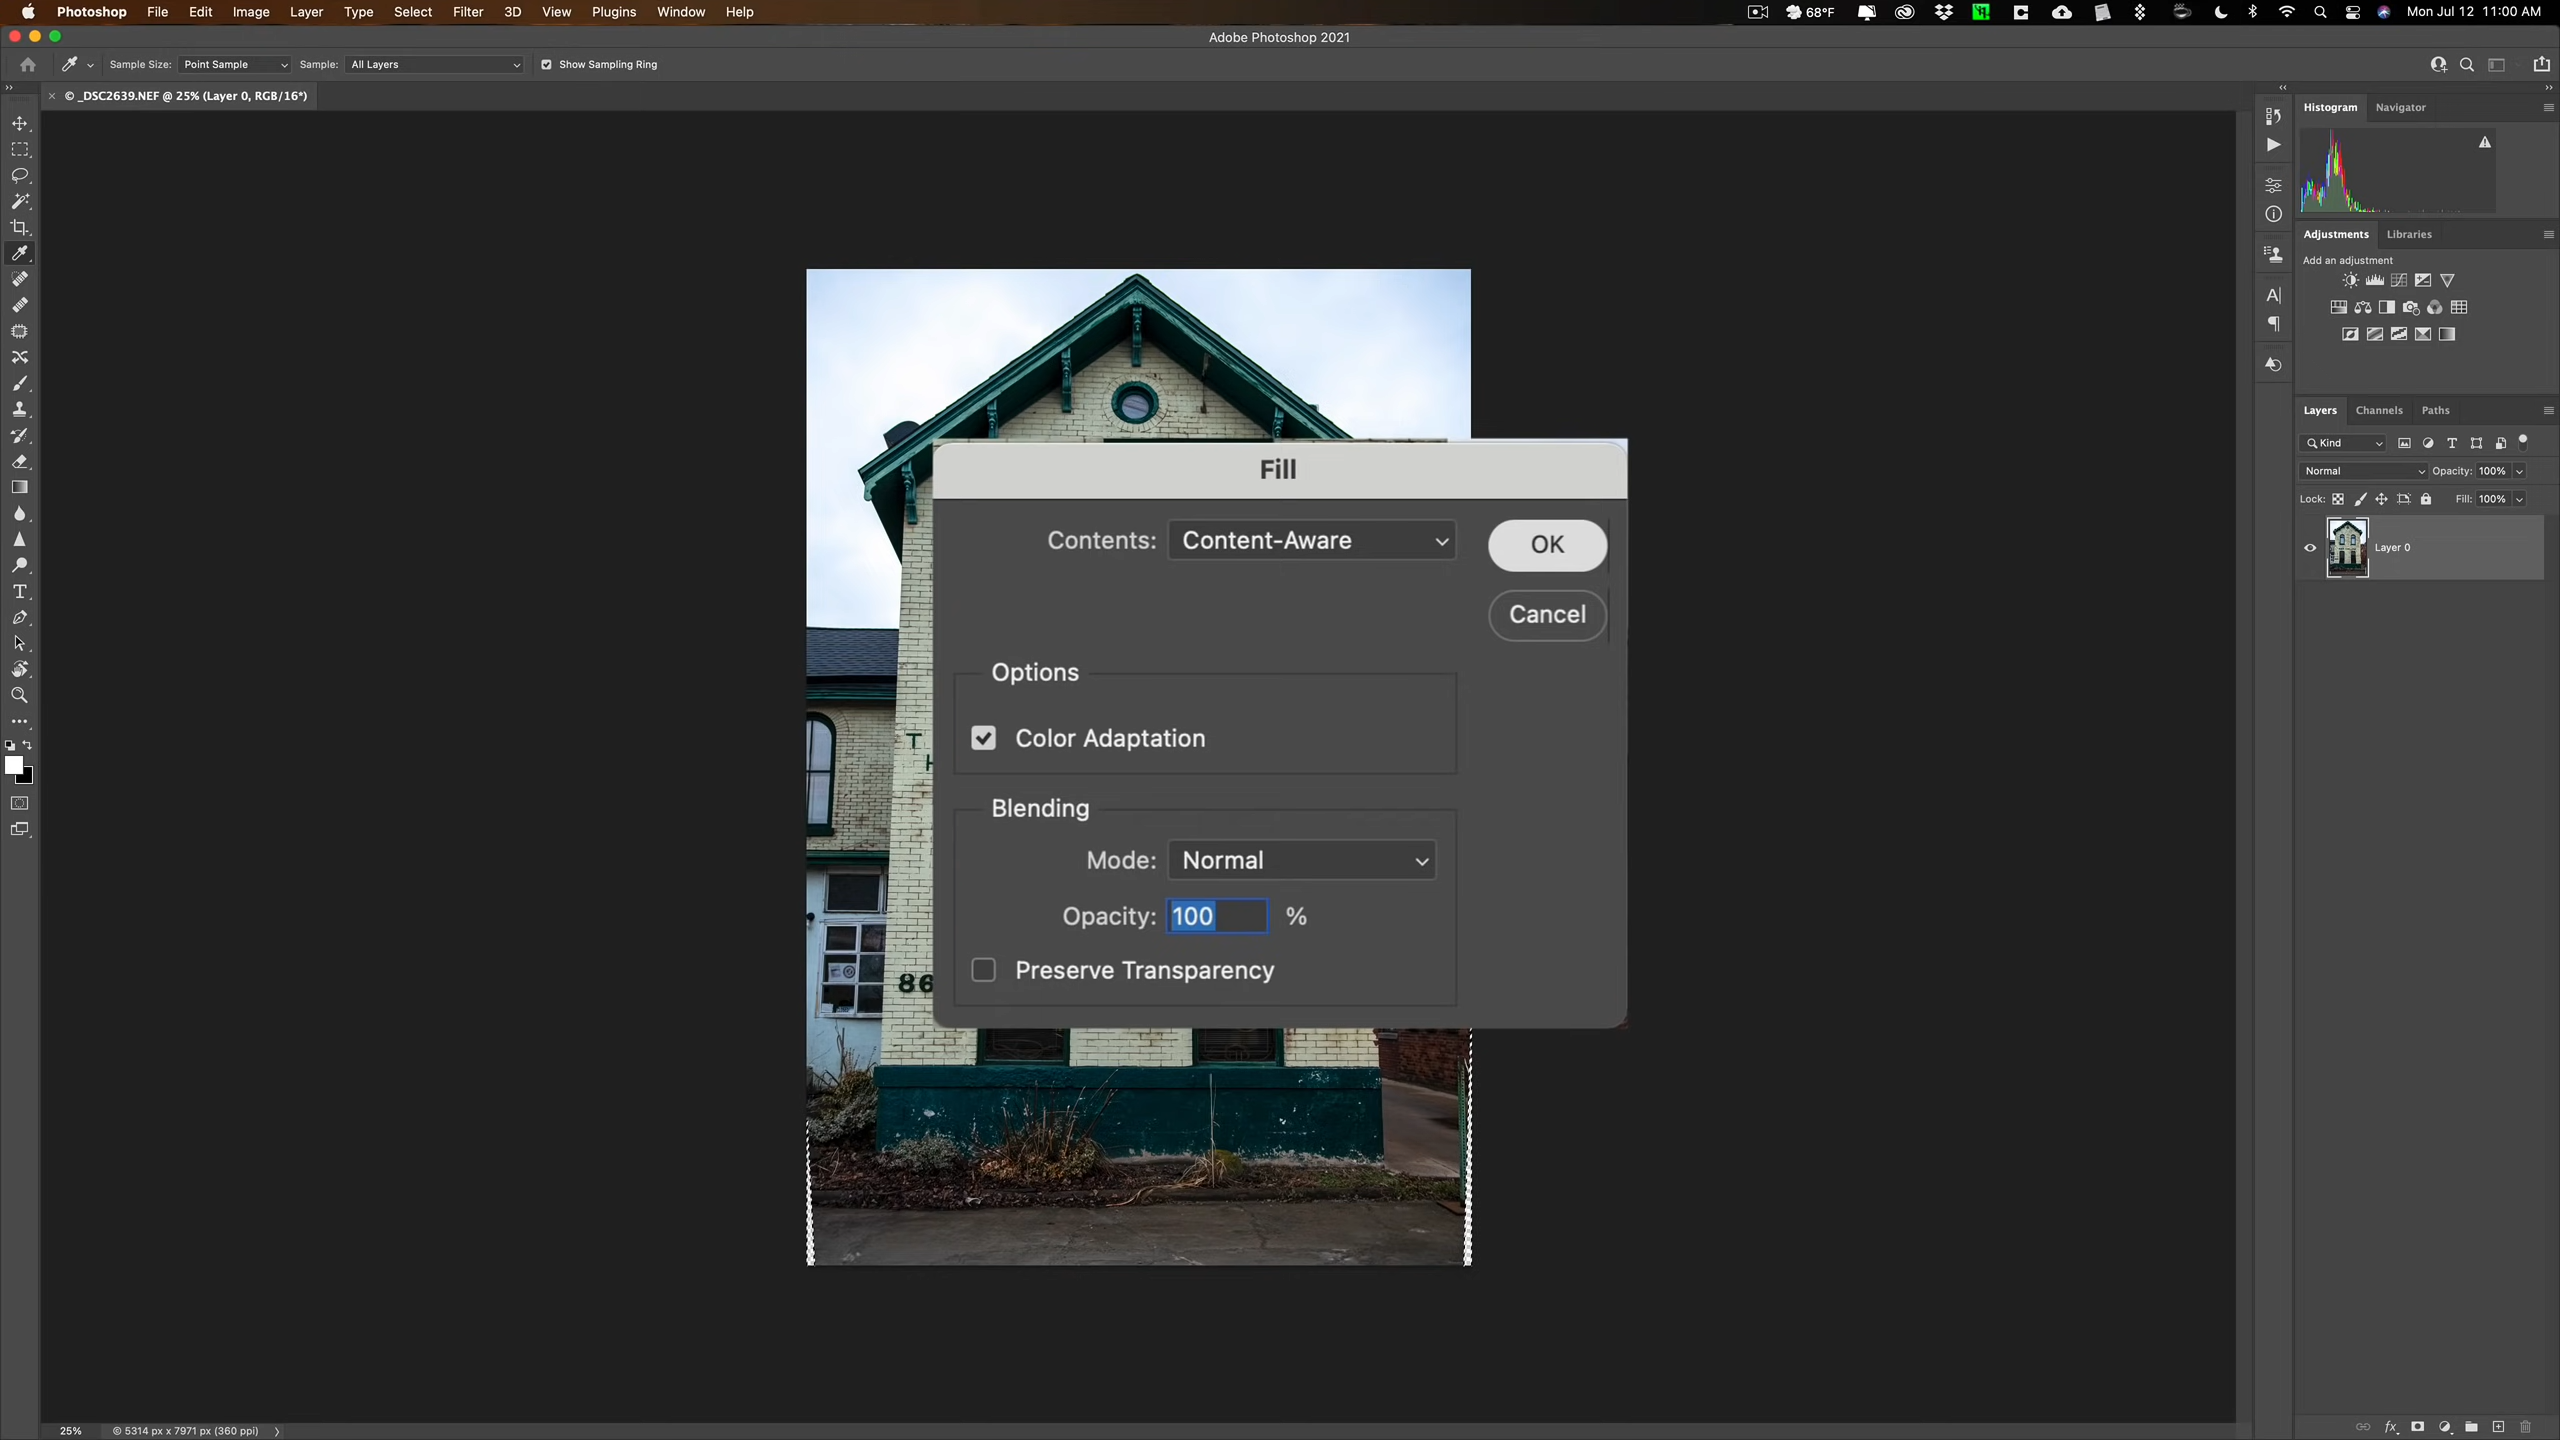 Photoshop File Edit Image Layer Type Select Filter 3D View Plugins Window Help 68°F Mon Jul 12 11:00 AM
Adobe Photoshop 2021
Sample Size: Point Sample Sample: All Layers Show Sampling Ring
© _DSC2639.NEF @ 25% (Layer 0, RGB/16*)
Histogram Navigator
Adjustments Libraries
Add an adjustment
Layers Channels Paths
Kind
Normal Opacity: 100%
Lock: Fill: 100%
Layer 0
Fill
Contents: Content-Aware OK
Cancel
Options
Color Adaptation
Blending
Mode: Normal
Opacity: 100 %
Preserve Transparency
T
H
86
25% © 5314 px x 7971 px (360 ppi)